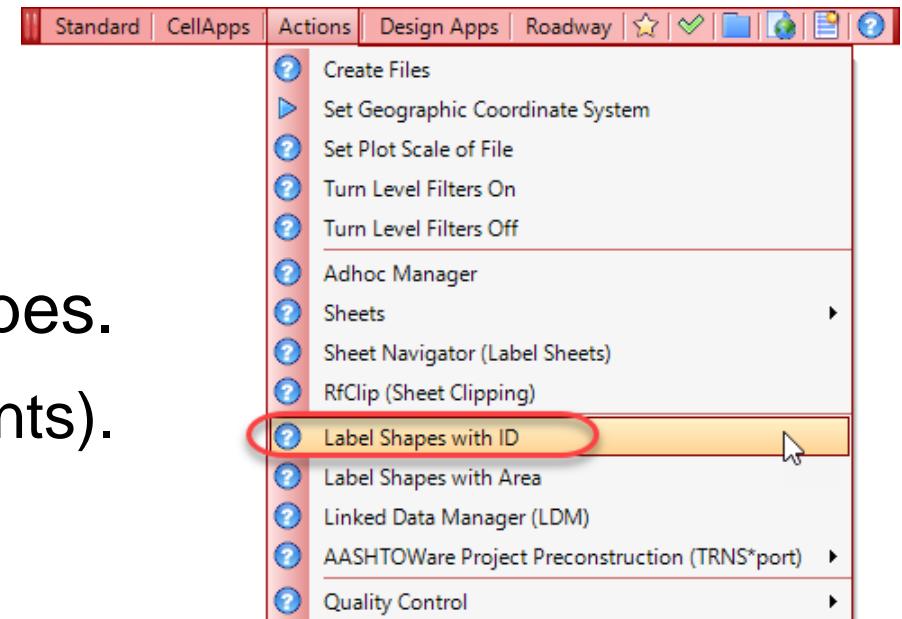 Standard CellApps Actions Design Apps Roadway
Create Files
Set Geographic Coordinate System
Set Plot Scale of File
Turn Level Filters On
Turn Level Filters Off
Adhoc Manager
Sheets
Sheet Navigator (Label Sheets)
RfClip (Sheet Clipping)
Label Shapes with ID
Label Shapes with Area
Linked Data Manager (LDM)
AASHTOWare Project Preconstruction (TRNS*port)
Quality Control
pes.
nts).